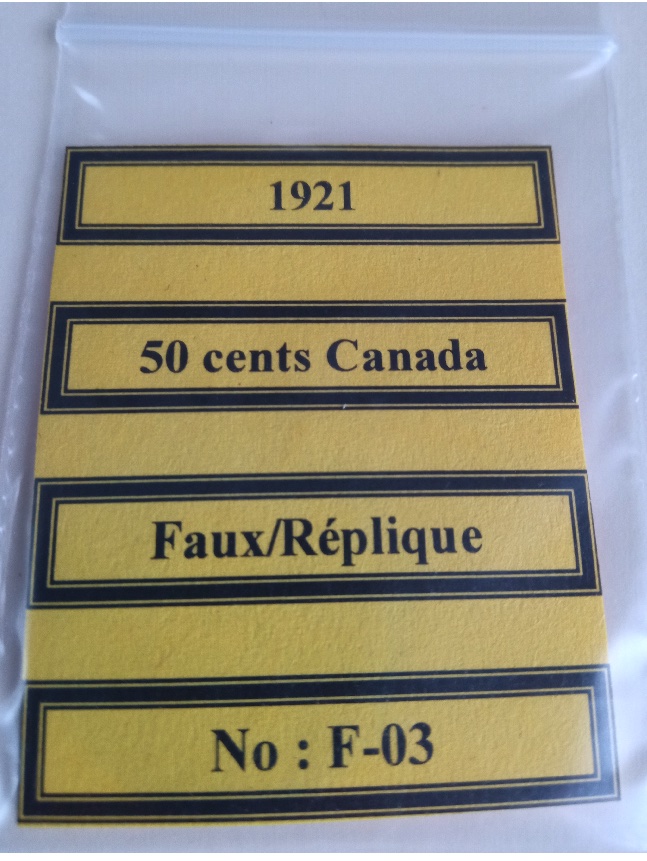 1921
50 cents Canada
Faux/Réplique
No : F-03